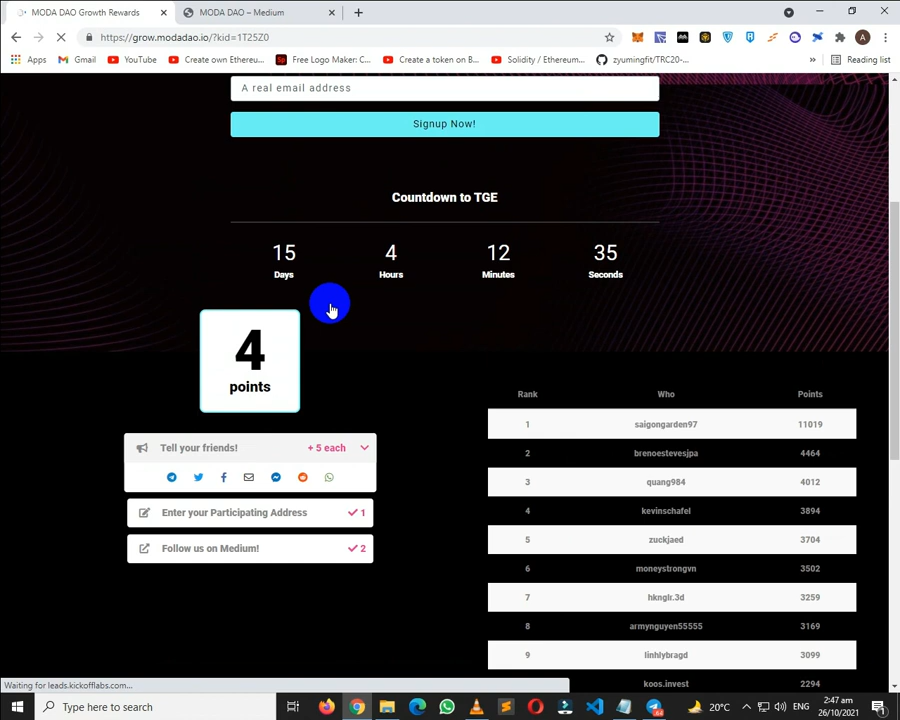 MODA DAO Growth Rewards
MODA DAO – Medium
https://grow.modadao.io/?kid=1T25Z0
Apps
Gmail
YouTube
Create own Ethereu...
Free Logo Maker: C...
Create a token on B...
Solidity / Ethereum...
zyumingfit/TRC20-...
»
Reading list
A real email address
Signup Now!
Countdown to TGE
15 4 12 35
Days Hours Minutes Seconds
4
points
Tell your friends! + 5 each
Enter your Participating Address 1
Follow us on Medium! 2
Rank Who Points
1 saigongarden97 11019
2 brenoestevesjpa 4464
3 quang984 4012
4 kevinschafel 3894
5 zuckjaed 3704
6 moneystrongvn 3502
7 hknglr.3d 3259
8 armynguyen55555 3169
9 linhlybragd 3099
koos.invest 2294
Waiting for leads.kickofflabs.com...
Type here to search
20°C
ENG
2:47 am
26/10/2021